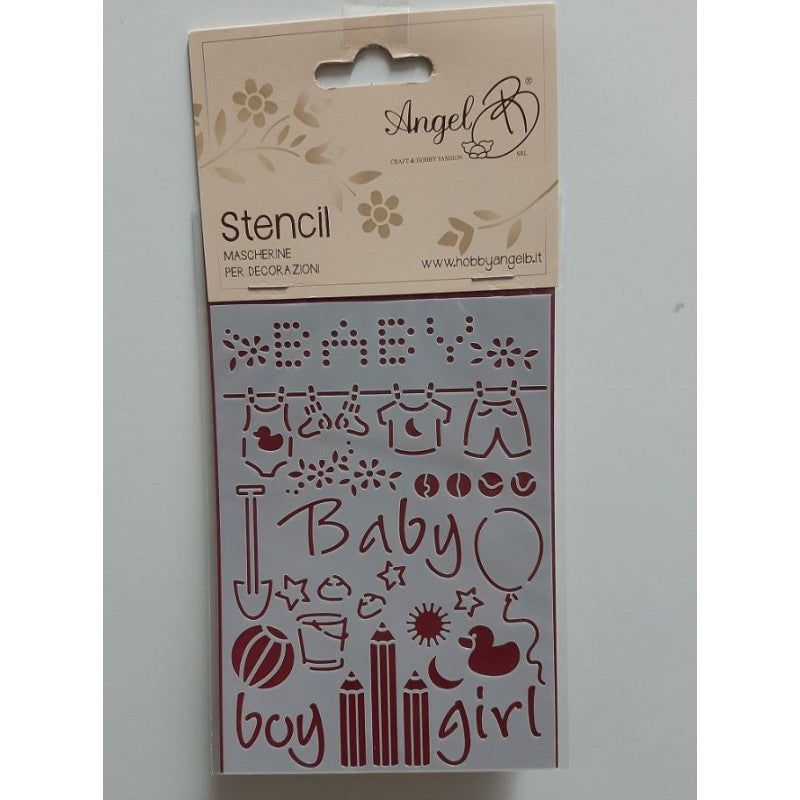 Angel B®
CRAFT & HOBBY FASHION SRL
Stencil
MASCHERINE
PER DECORAZIONI
www.hobbyangelb.it
BABY
Baby
boy girl